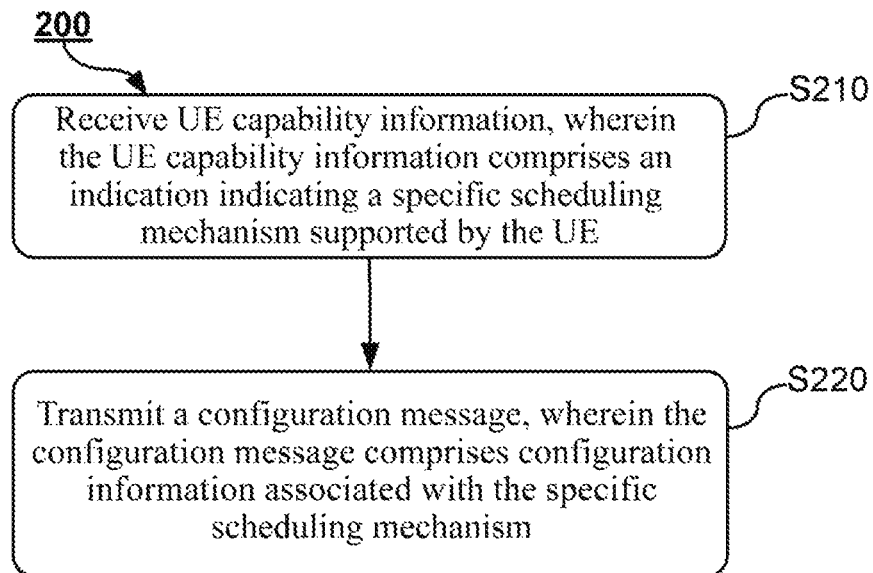 200
S210
Receive UE capability information, wherein
the UE capability information comprises an
indication indicating a specific scheduling
mechanism supported by the UE
S220
Transmit a configuration message, wherein the
configuration message comprises configuration
information associated with the specific
scheduling mechanism